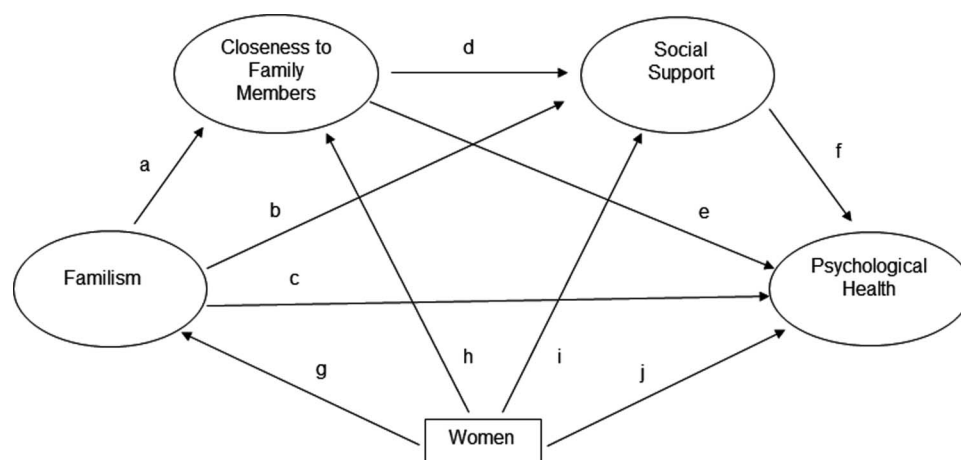 Closeness to
Family
Members
d
Social
Support
a
f
b
e
Familism
c
Psychological
Health
g
h
i
j
Women